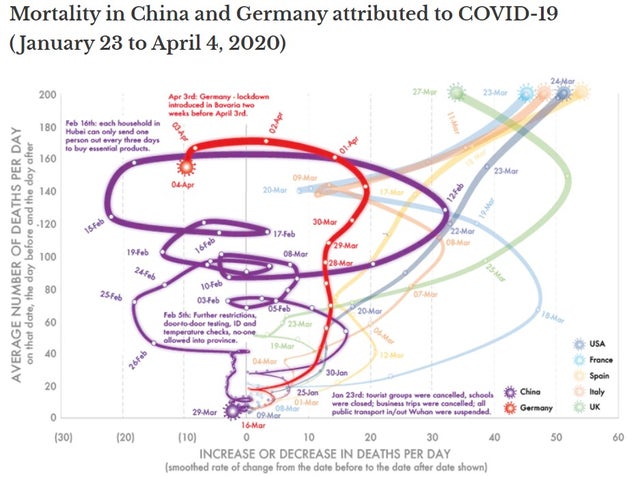 Mortality in China and Germany attributed to COVID-19
(January 23 to April 4, 2020)
AVERAGE NUMBER OF DEATHS PER DAY
on that date, the day before and the day after
200
180
160
140
120
100
80
60
40
20
0
Apr 3rd: Germany - lockdown
introduced in Bavaria two
weeks before April 3rd.
Feb 16th: each household in
Hubei can only send one
person out every three days
to buy essential products.
27-Mar
23-Mar
24-Mar
03-Apr
02-Apr
01-Apr
04-Apr
11-Mar
23-Mar
09-Mar
20-Mar
17-Mar
12-Feb
19-Mar
15-Feb
30-Mar
22-Mar
16-Feb
17-Feb
29-Mar
08-Mar
19-Feb
08-Mar
28-Mar
25-Mar
24-Feb
10-Feb
25-Feb
03-Feb
05-Feb
07-Mar
20-Mar
18-Mar
Feb 5th: Further restrictions,
door-to-door testing, ID and
temperature checks, no-one
allowed into province.
23-Mar
19-Mar
12-Mar
26-Feb
04-Mar
30-Jan
25-Jan
01-Mar
08-Mar
09-Mar
29-Mar
16-Mar
Jan 23rd: tourist groups were cancelled, schools
were closed; business trips were cancelled; all
public transport in/out Wuhan were suspended.
USA
France
Spain
Italy
UK
China
Germany
(30) (20) (10) 0 10 20 30 40 50 60
INCREASE OR DECREASE IN DEATHS PER DAY
(smoothed rate of change from the date before to the date after date shown)